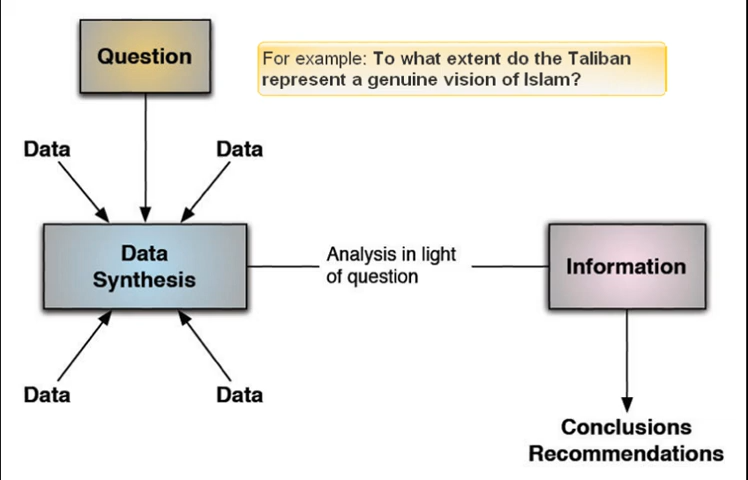 Question
For example: To what extent do the Taliban
represent a genuine vision of Islam?
Data
Data
Data
Synthesis
Analysis in light
of question
Information
Data
Data
Conclusions
Recommendations